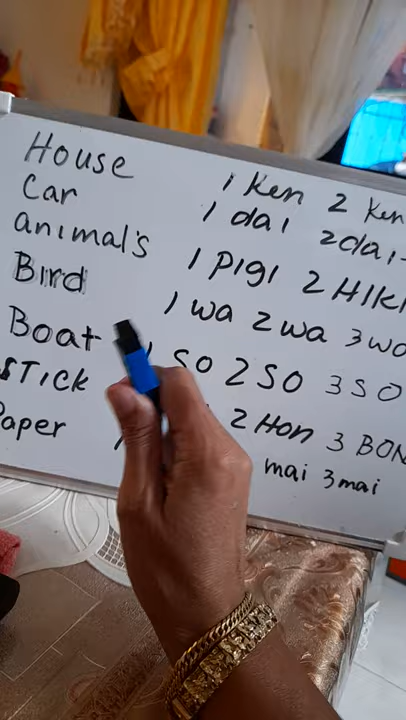 House 1 Ken 2 Ken
Car 1 dai 2dai
animal's 1 Pigi 2 HIKI
Bird 1 wa 2 wa 3 wa
Boat SO 2 SO 3 SO
STICK 2 Hon 3 BON
Paper mai 3 mai